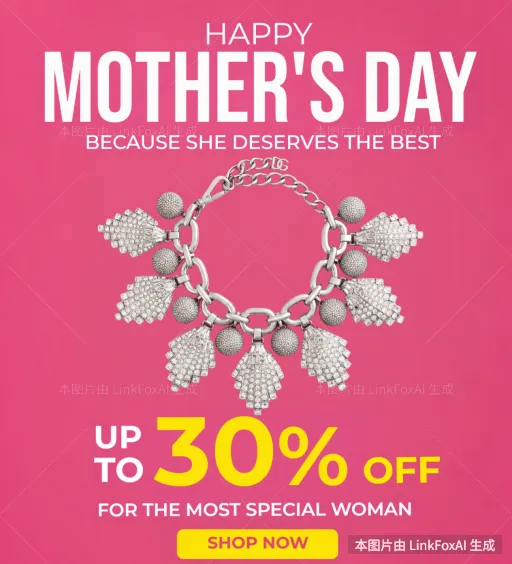 HAPPY
MOTHER'S DAY
本图片由 LinkFoxAI 生成 本图片由 LinkFoxAI 生成
BECAUSE SHE DESERVES THE BEST
DG
本图片由 LinkFoxAI 生成 本图片由 LinkFoxAI 生成
UP
TO
30% OFF
FOR THE MOST SPECIAL WOMAN
SHOP NOW
本图片由 LinkFoxAI 生成